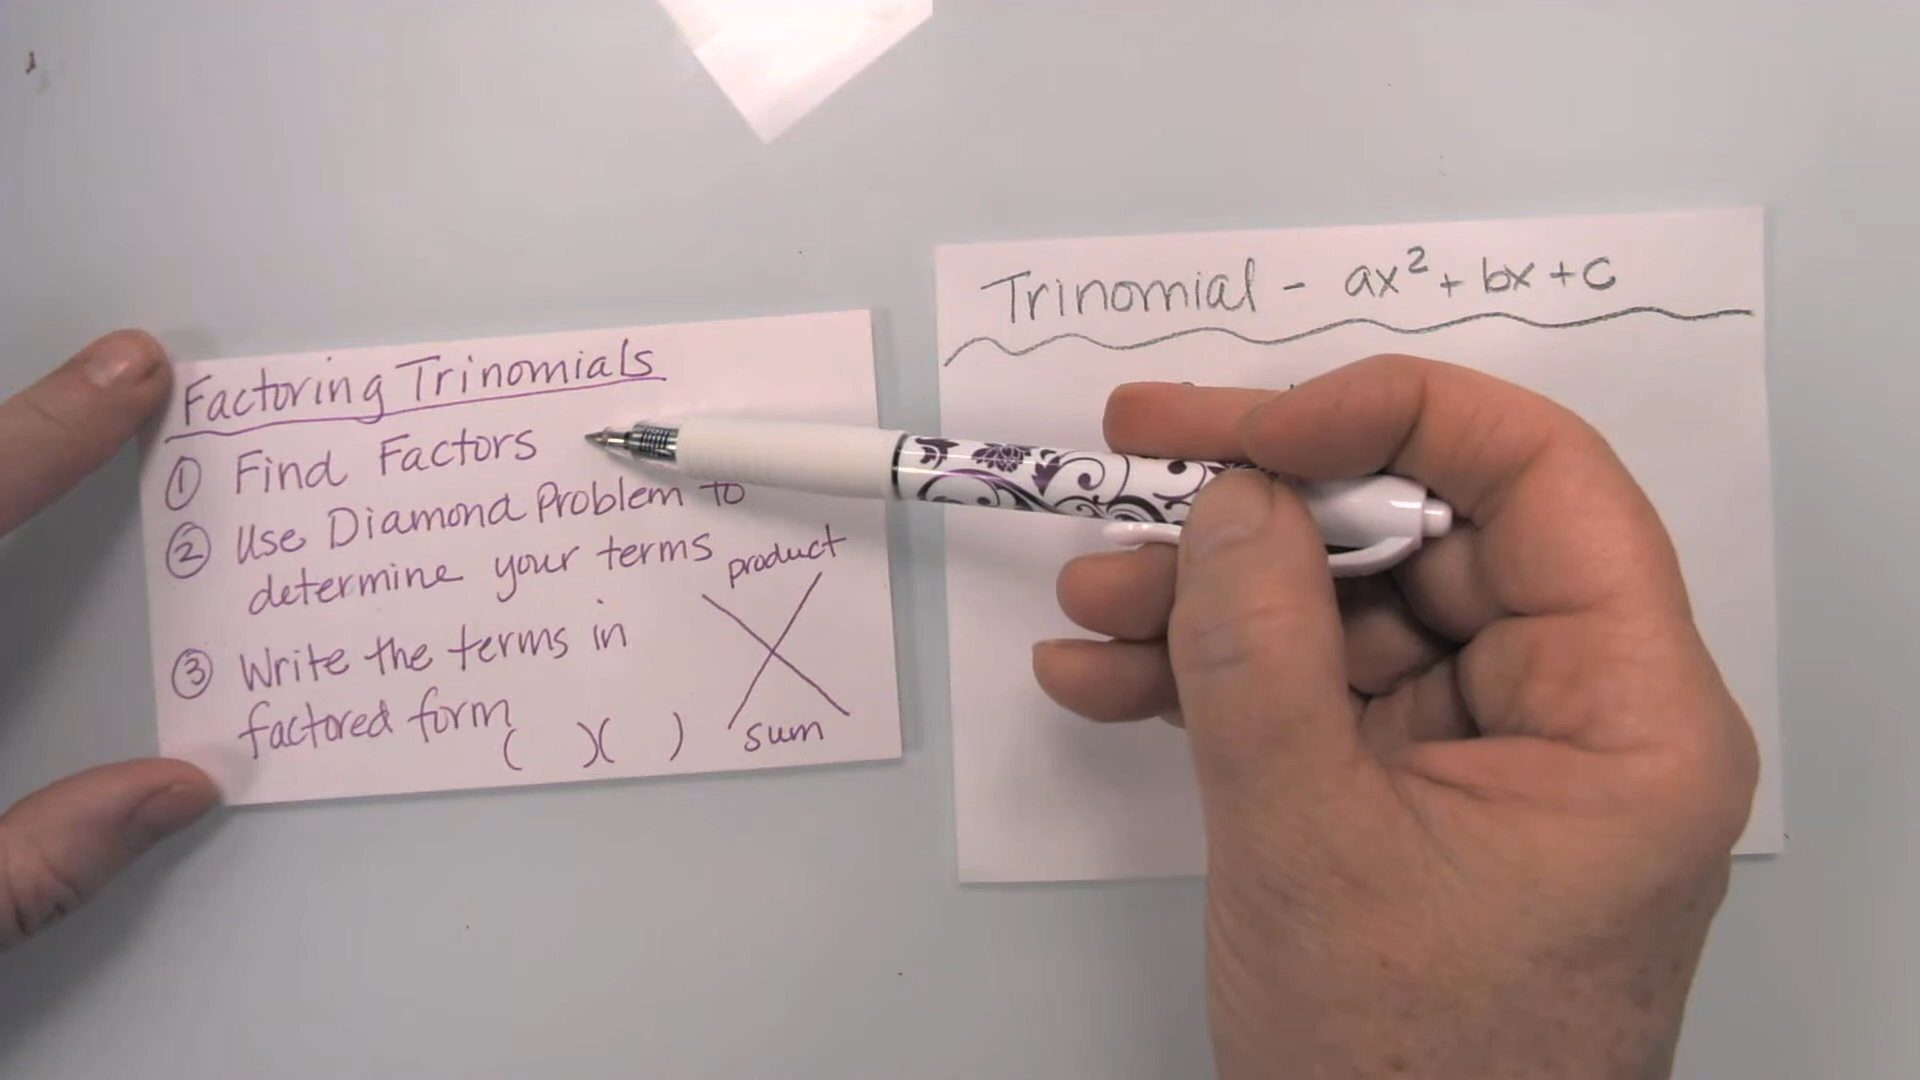 Factoring Trinomials
① Find Factors
② Use Diamond Problem to
determine your terms
product
③ Write the terms in
factored form
( )( )
sum
Trinomial - ax² + bx + c